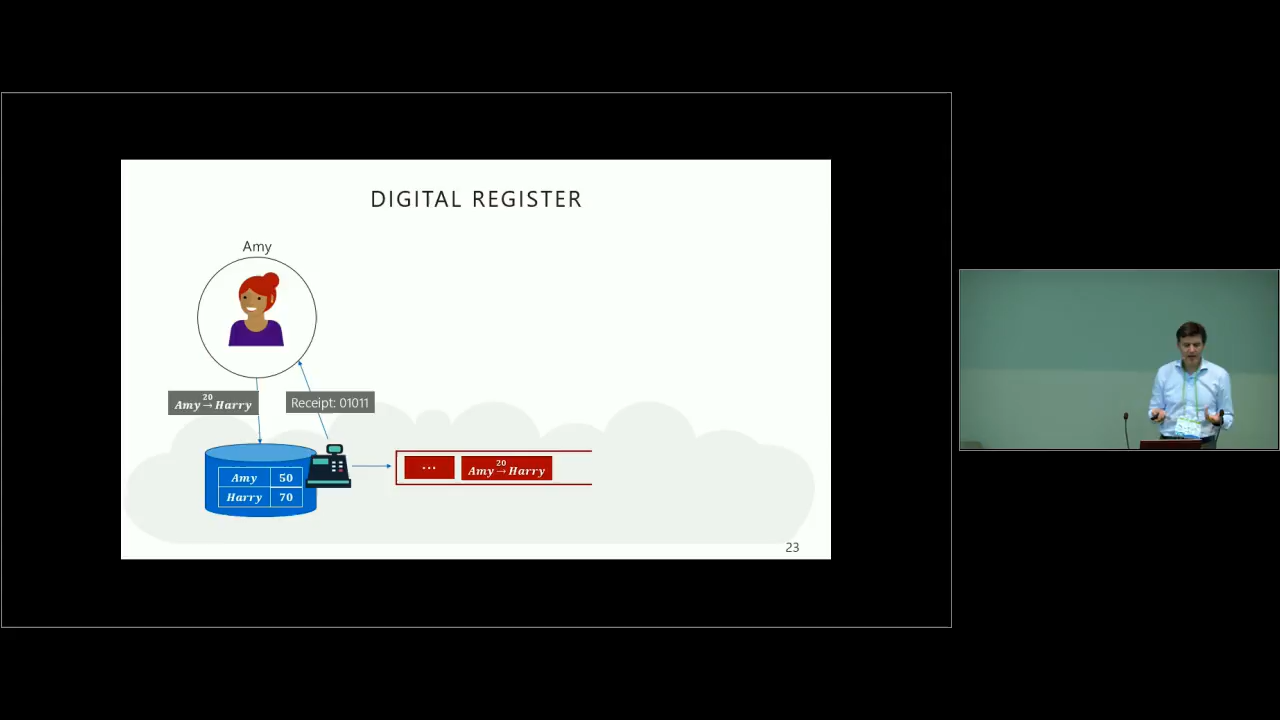 DIGITAL REGISTER
Amy
20
Amy→Harry
Receipt: 01011
Amy 50
Harry 70
...
20
Amy→Harry
23